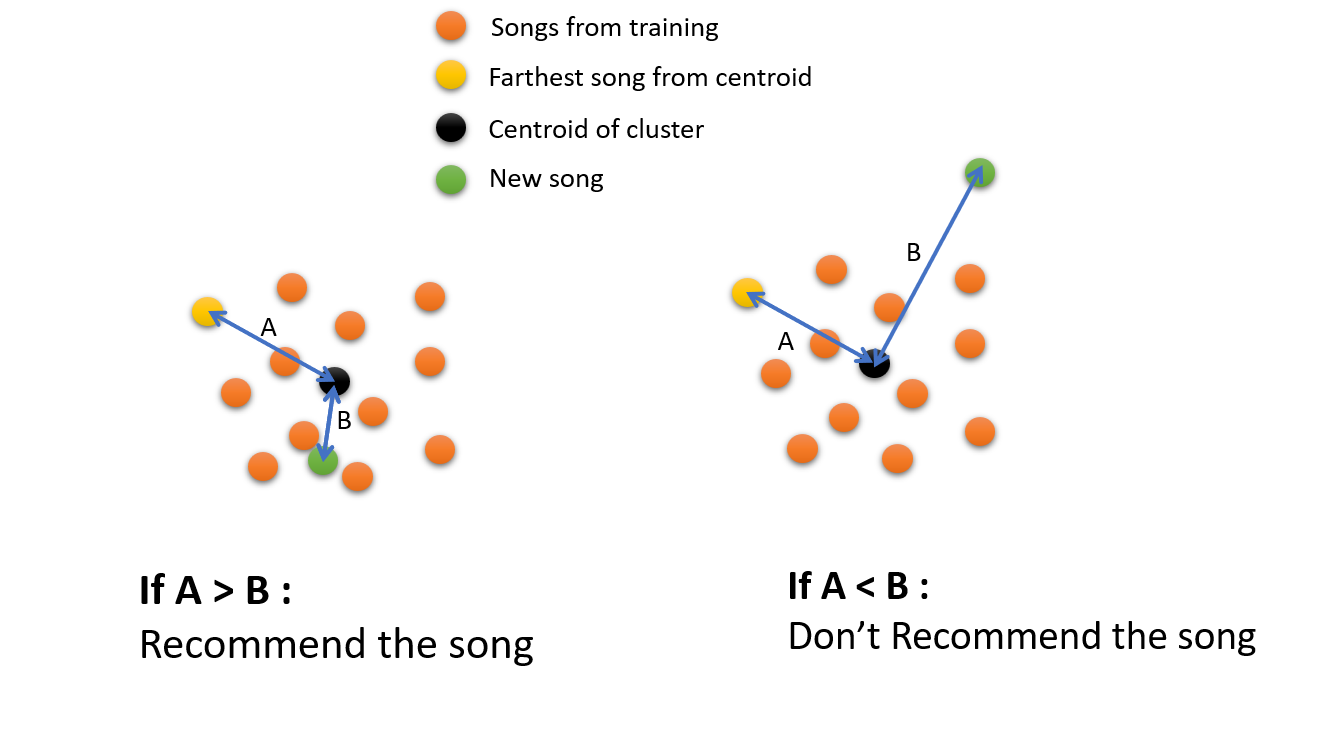 Songs from training
Farthest song from centroid
Centroid of cluster
New song
A
B
A
B
If A > B :
Recommend the song
If A < B :
Don’t Recommend the song